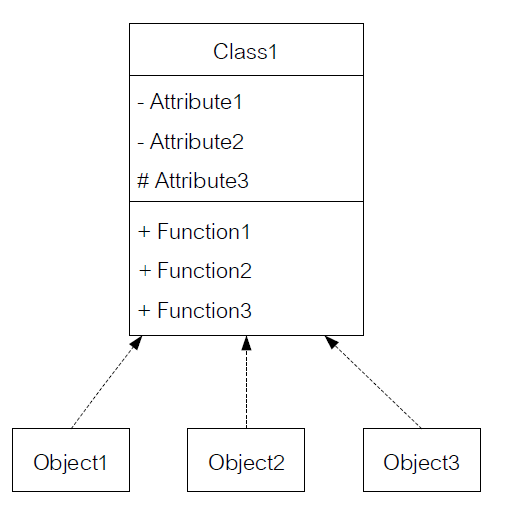 Class1
- Attribute1
- Attribute2
# Attribute3
+ Function1
+ Function2
+ Function3
Object1
Object2
Object3